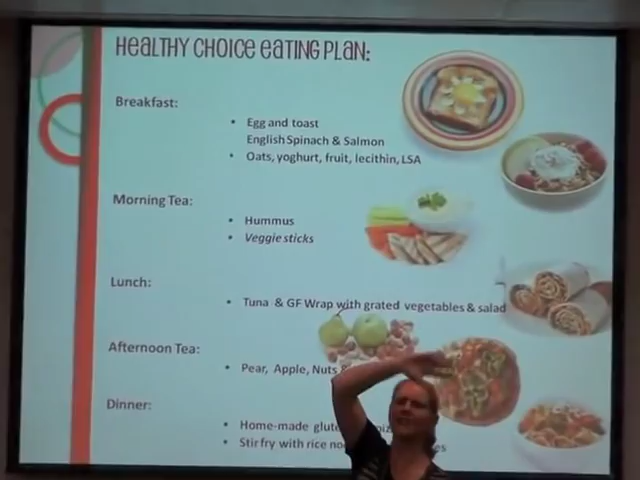 Healthy Choice Eating Plan:
Breakfast:
• Egg and toast
English Spinach & Salmon
• Oats, yoghurt, fruit, lecithin, LSA
Morning Tea:
• Hummus
• Veggie sticks
Lunch:
• Tuna & GF Wrap with grated vegetables & salad
Afternoon Tea:
• Pear, Apple, Nuts
Dinner:
• Home-made
• Stir fry with rice